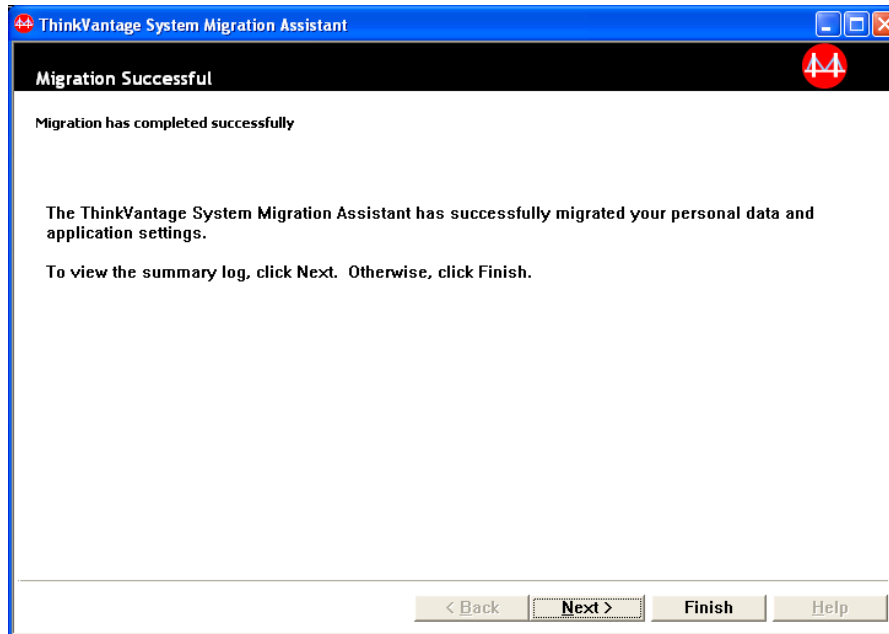 ThinkVantage System Migration Assistant
Migration Successful
Migration has completed successfully
The ThinkVantage System Migration Assistant has successfully migrated your personal data and
application settings.
To view the summary log, click Next.  Otherwise, click Finish.
< Back  Next >  Finish  Help